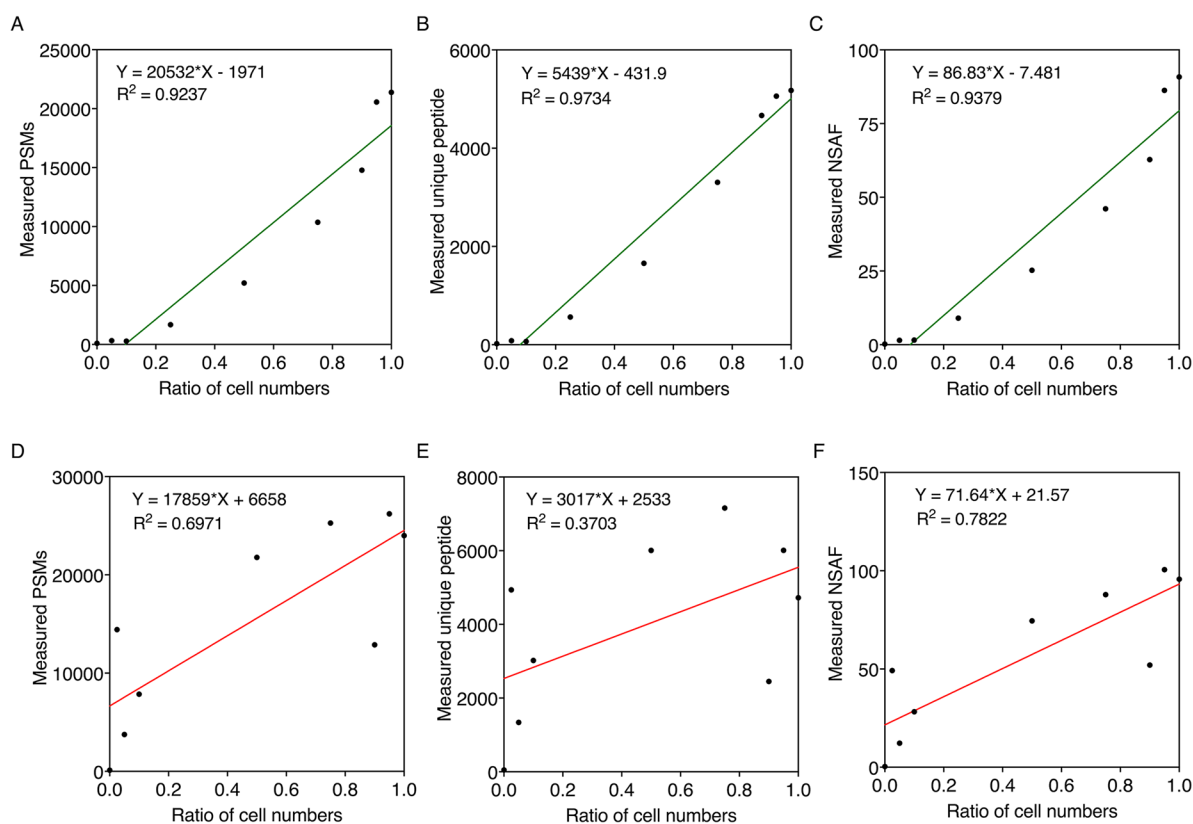 A
Y = 20532*X - 1971
R² = 0.9237
25000
20000
15000
10000
5000
0
Measured PSMs
0.0 0.2 0.4 0.6 0.8 1.0
Ratio of cell numbers
B
Y = 5439*X - 431.9
R² = 0.9734
6000
4000
2000
0
Measured unique peptide
0.0 0.2 0.4 0.6 0.8 1.0
Ratio of cell numbers
C
Y = 86.83*X - 7.481
R² = 0.9379
100
75
50
25
0
Measured NSAF
0.0 0.2 0.4 0.6 0.8 1.0
Ratio of cell numbers
D
Y = 17859*X + 6658
R² = 0.6971
30000
20000
10000
0
Measured PSMs
0.0 0.2 0.4 0.6 0.8 1.0
Ratio of cell numbers
E
Y = 3017*X + 2533
R² = 0.3703
8000
6000
4000
2000
0
Measured unique peptide
0.0 0.2 0.4 0.6 0.8 1.0
Ratio of cell numbers
F
Y = 71.64*X + 21.57
R² = 0.7822
150
100
50
0
Measured NSAF
0.0 0.2 0.4 0.6 0.8 1.0
Ratio of cell numbers